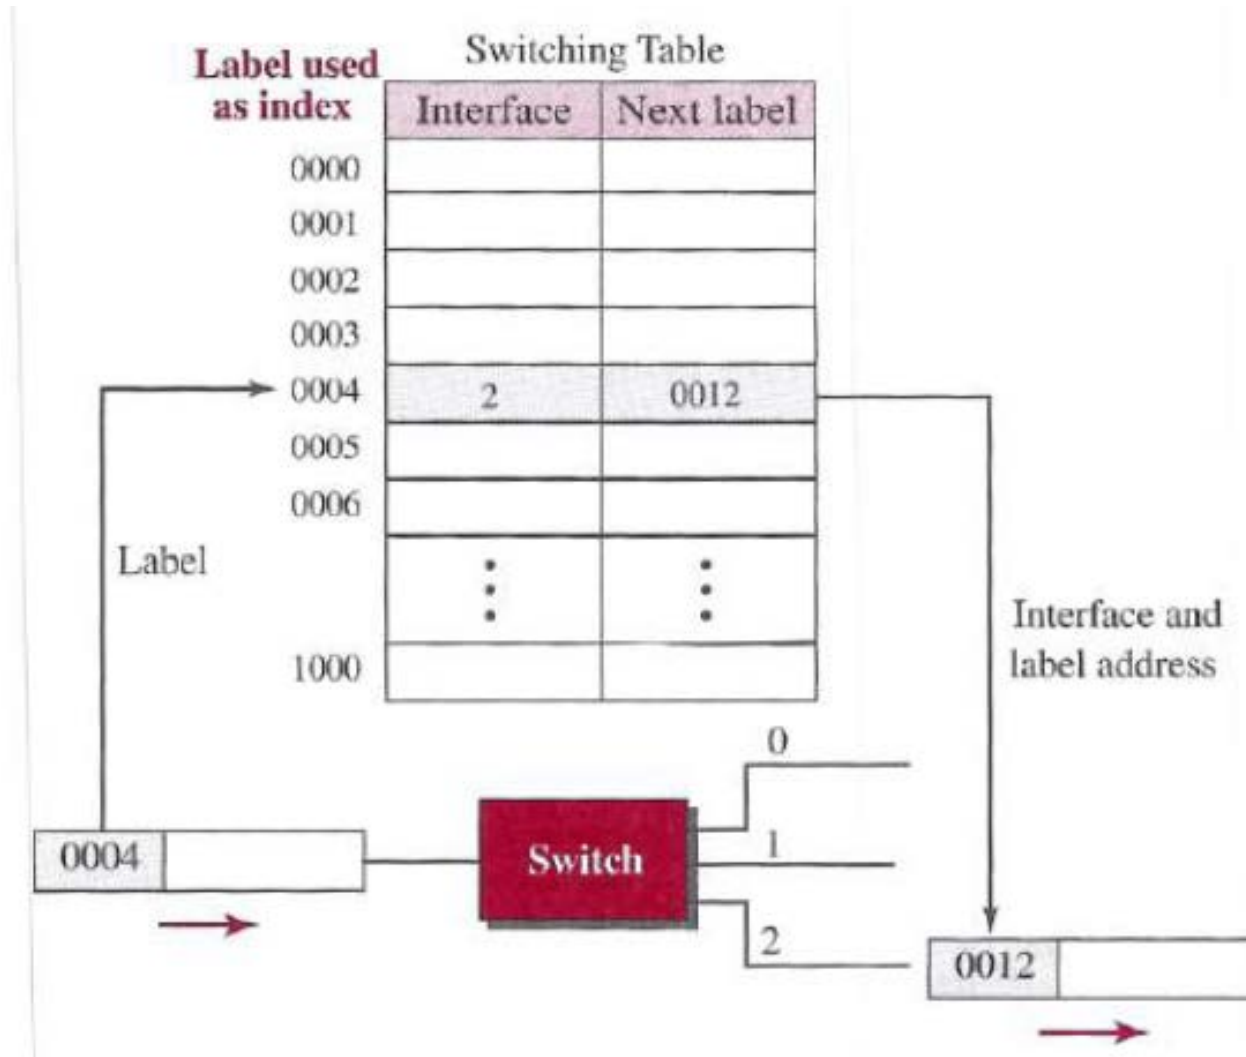 Switching Table
Label used
as index
Interface Next label
0000
0001
0002
0003
0004 2 0012
0005
0006
Label
1000
Interface and
label address
0
0004
Switch
1
2
0012